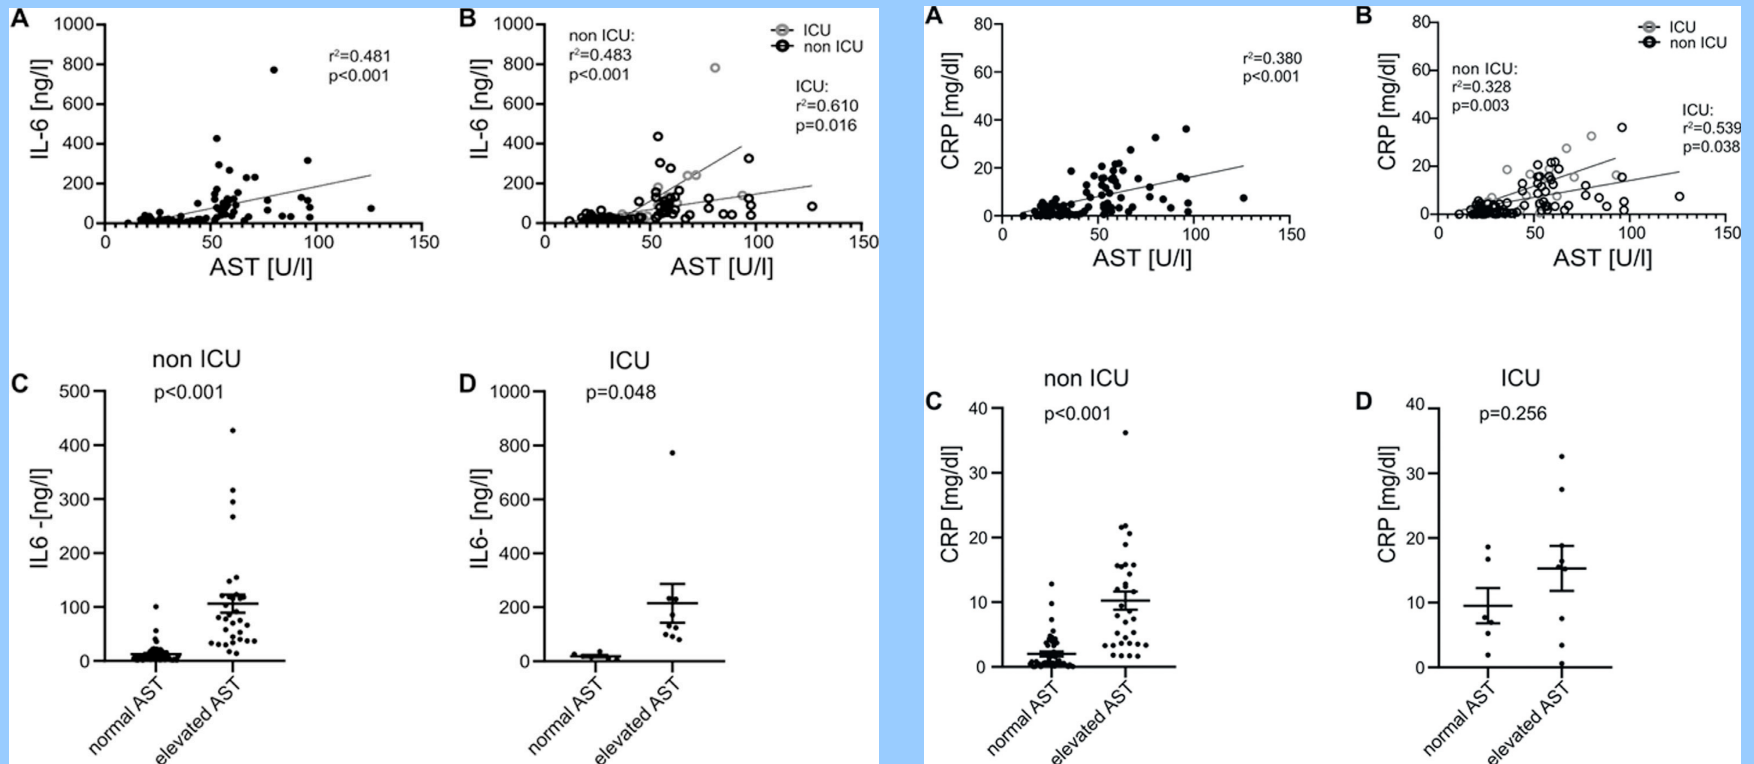 A
1000
800
600
400
200
0
IL-6 [ng/l]
r²=0.481
p<0.001
0
50
100
150
AST [U/l]
B
1000
800
600
400
200
0
IL-6 [ng/l]
non ICU:
r²=0.483
p<0.001
ICU
non ICU
ICU:
r²=0.610
p=0.016
0
50
100
150
AST [U/l]
C
non ICU
p<0.001
500
400
300
200
100
0
IL6 -[ng/l]
normal AST
elevated AST
D
ICU
p=0.048
1000
800
600
400
200
0
IL6- [ng/l]
normal AST
elevated AST
A
80
60
40
20
0
CRP [mg/dl]
r²=0.380
p<0.001
0
50
100
150
AST [U/l]
B
80
60
40
20
0
CRP [mg/dl]
non ICU:
r²=0.328
p=0.003
ICU
non ICU
ICU:
r²=0.539
p=0.038
0
50
100
150
AST [U/l]
C
non ICU
p<0.001
40
30
20
10
0
CRP [mg/dl]
normal AST
elevated AST
D
ICU
p=0.256
40
30
20
10
0
CRP [mg/dl]
normal AST
elevated AST